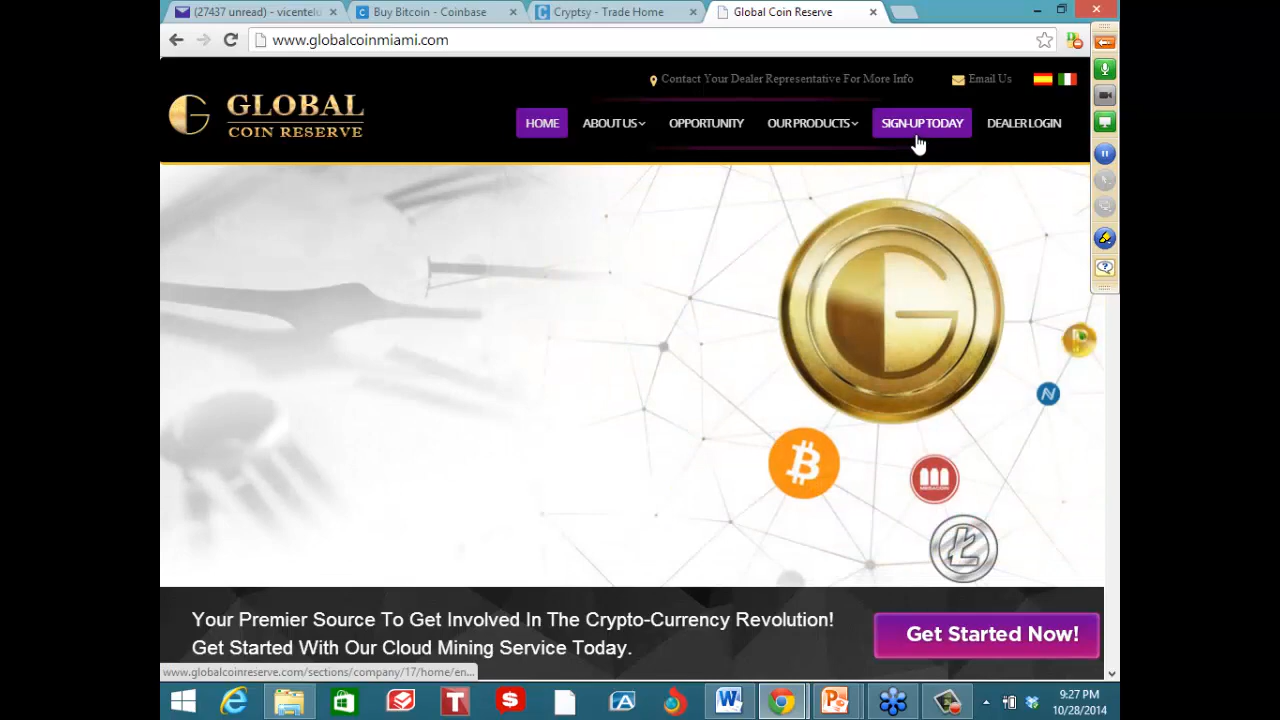 (27437 unread) - vicentel
Buy Bitcoin - Coinbase
Cryptsy - Trade Home
Global Coin Reserve
www.globalcoinmiami.com
Contact Your Dealer Representative For More Info
Email Us
GLOBAL
COIN RESERVE
HOME
ABOUT US
OPPORTUNITY
OUR PRODUCTS
SIGN-UP TODAY
DEALER LOGIN
Your Premier Source To Get Involved In The Crypto-Currency Revolution!
Get Started With Our Cloud Mining Service Today.
Get Started Now!
www.globalcoinreserve.com/sections/company/17/home/en...
9:27 PM
10/28/2014